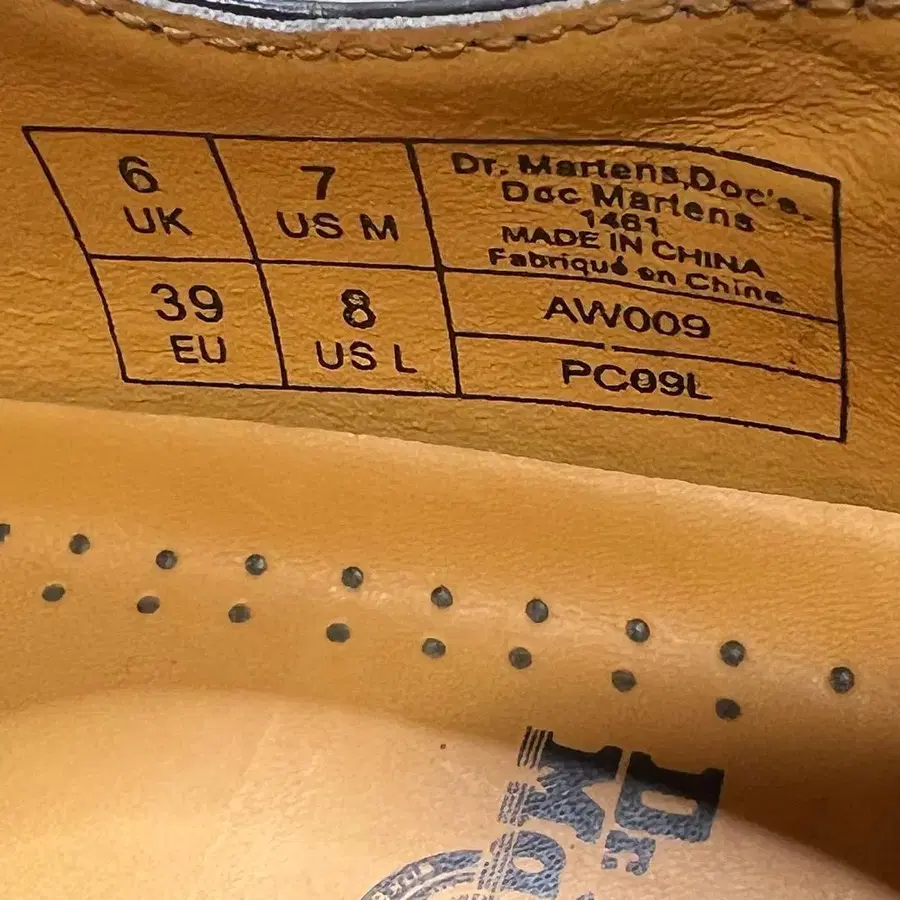 6
UK
7
US M
39
EU
8
US L
Dr. Martens,Doc's,
Doc Martens
1461
MADE IN CHINA
Fabriqué en Chine
AW009
PC09L
Dr.